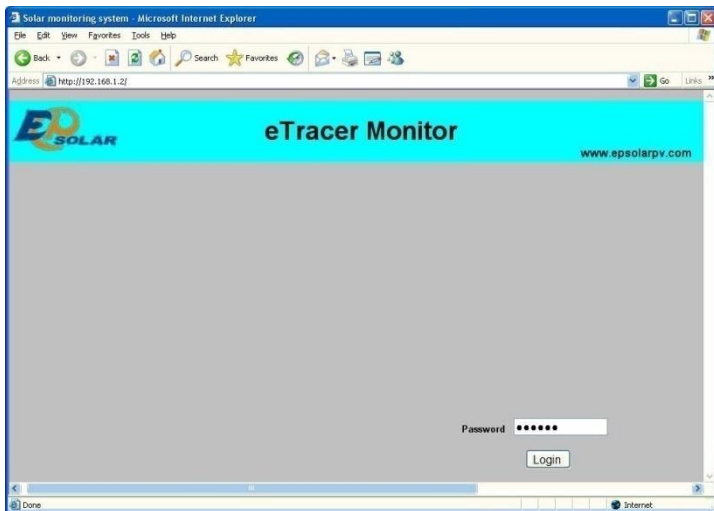 Solar monitoring system - Microsoft Internet Explorer
File Edit View Favorites Tools Help
Back Search Favorites
Address http://192.168.1.2/ Go Links »
EP SOLAR
eTracer Monitor
www.epsolarpv.com
Password ●●●●●●
Login
Done Internet